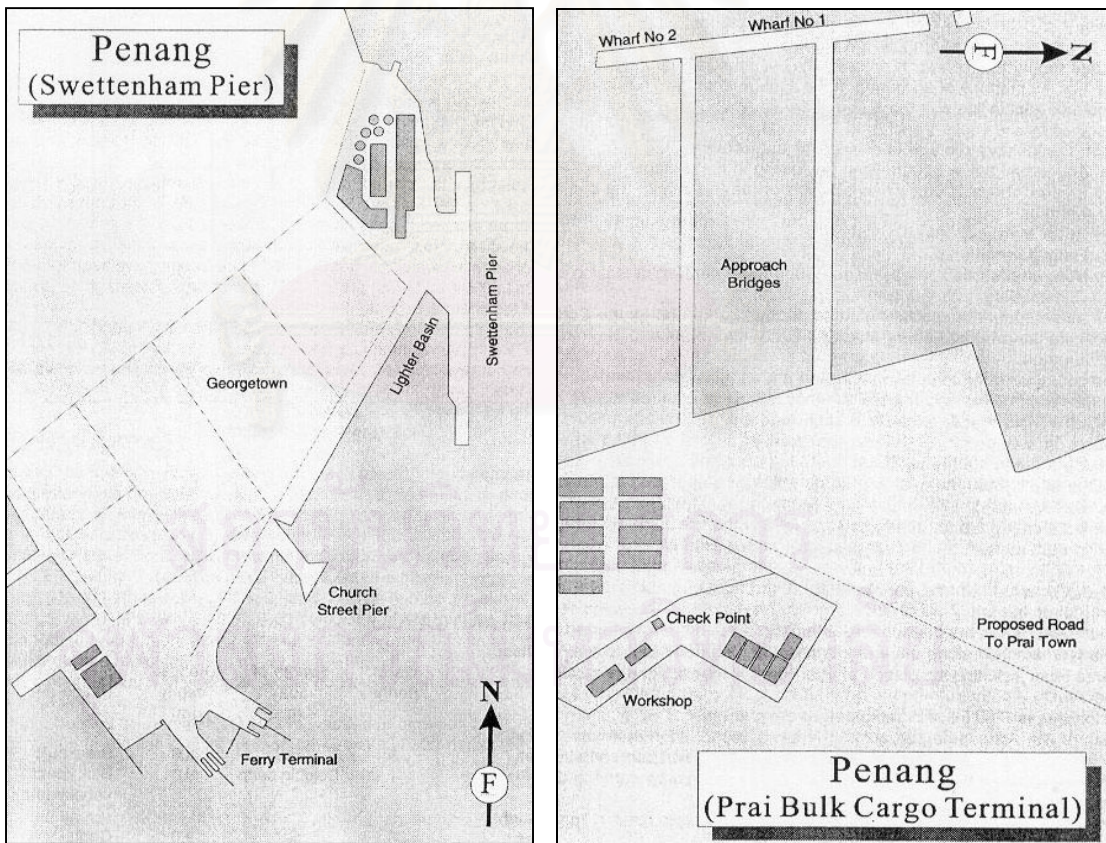 Penang
(Swettenham Pier)
Swettenham Pier
Lighter Basin
Georgetown
Church
Street Pier
N
F
Ferry Terminal
Wharf No 2
Wharf No 1
F
N
Approach
Bridges
Check Point
Proposed Road
To Prai Town
Workshop
Penang
(Prai Bulk Cargo Terminal)